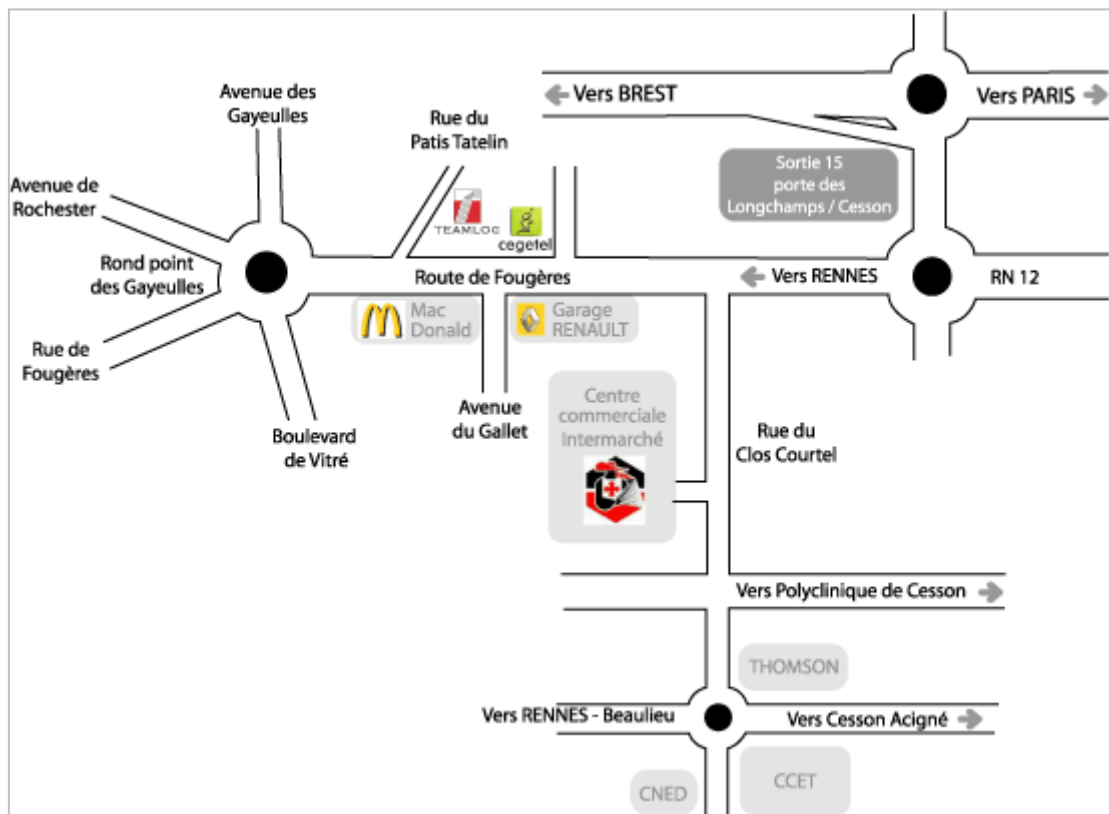 Avenue des
Gayeulles
Rue du
Patis Tatelin
Vers BREST
Vers PARIS
Sortie 15
porte des
Longchamps / Cesson
Avenue de
Rochester
TEAMLOG
cegetel
Rond point
des Gayeulles
Route de Fougères
Vers RENNES
RN 12
Mac
Donald
Garage
RENAULT
Rue de
Fougères
Avenue
du Gallet
Boulevard
de Vitré
Centre
commerciale
Intermarché
Rue du
Clos Courtel
Vers Polyclinique de Cesson
THOMSON
Vers RENNES - Beaulieu
Vers Cesson Acigné
CNED
CCET